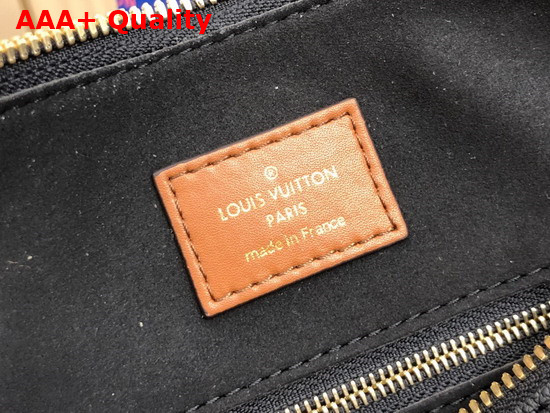 AAA+ Quality
®
LOUIS VUITTON
PARIS
made in France